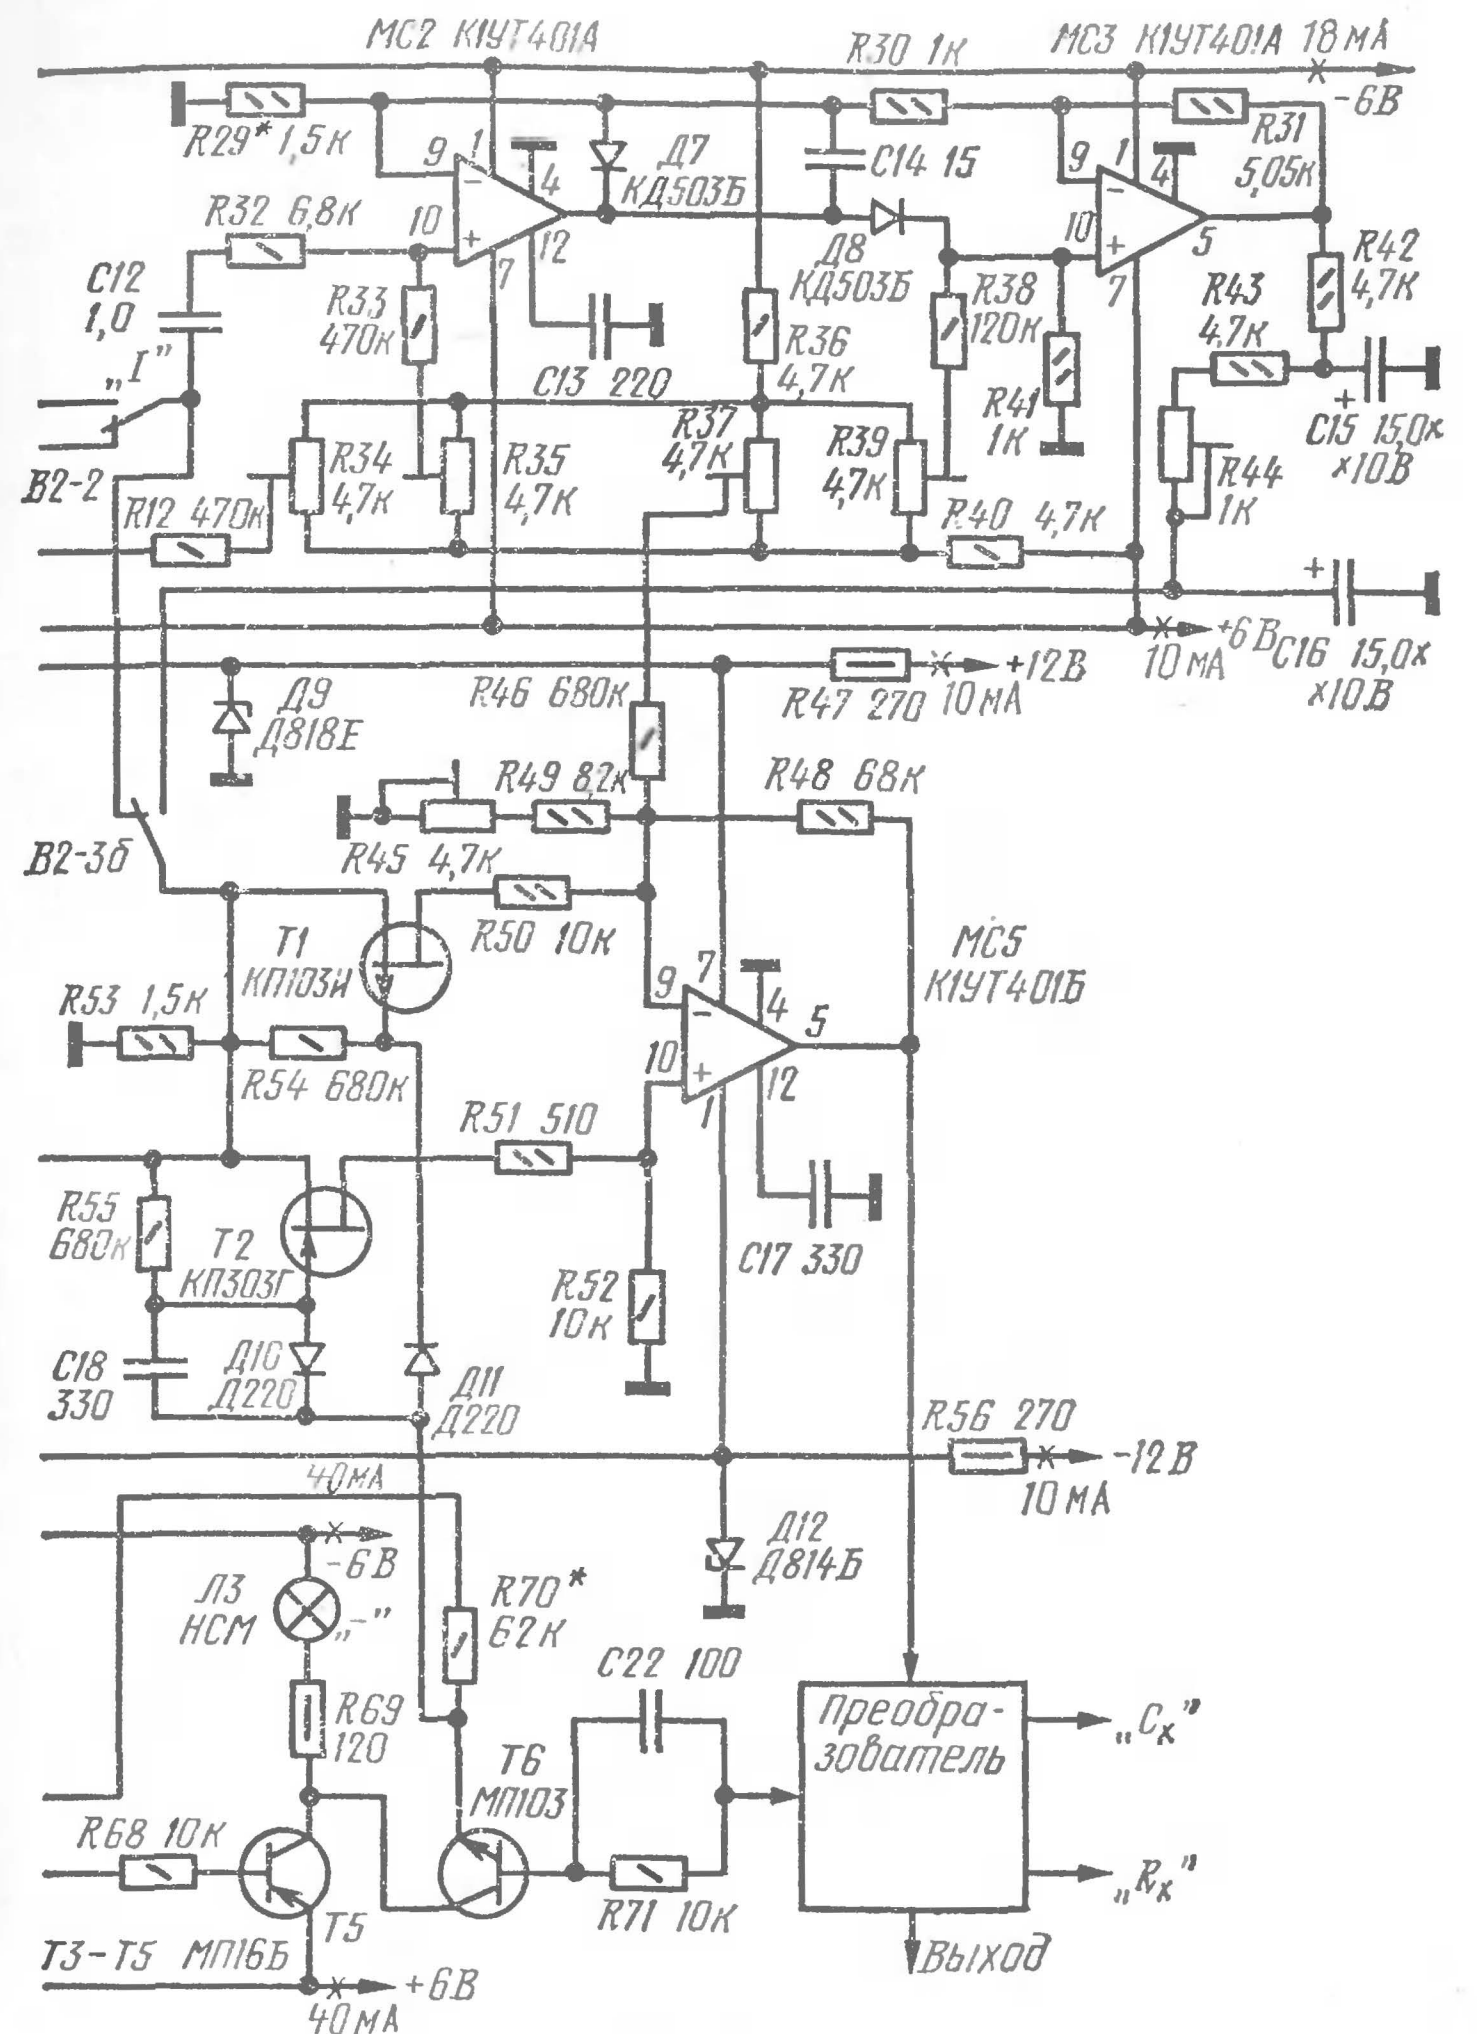 МС2 К1УТ401А
R30 1к
МС3 К1УТ401А 18 мА
-6В
R29* 1,5к
9
1
4
Д7
КД503Б
С14 15
9
1
4
R31
5,05к
R32 6,8к
10
12
7
10
5
7
С12
1,0
R33
470к
Д8
КД503Б
R38
120к
R42
4,7к
R43
4,7к
„I”
С13 220
R36
4,7к
R41
1к
С15 15,0х
х10В
В2-2
R34
4,7к
R35
4,7к
R37
4,7к
R39
4,7к
R44
1к
R12 470к
R40 4,7к
+6В
10 мА
С16 15,0х
х10В
+12В
R47 270
10 мА
R46 680к
Д9
Д818Е
R49 8,2к
R48 68к
В2-3б
R45 4,7к
R50 10к
Т1
КП103И
МС5
К1УТ401Б
9
7
4
5
R53 1,5к
10
12
1
R54 680к
R51 510
R55
680к
Т2
КП303Г
С17 330
R52
10к
С18
330
Д10
Д220
Д11
Д220
R56 270
-12В
10 мА
40 мА
-6В
Д12
Д814Б
Л3
НСМ
„-”
R70*
62к
С22 100
R69
120
Т6
МП103
Преобра-
зователь
„Сх”
R68 10к
„Rх”
R71 10к
Т5
Т3-Т5 МП16Б
+6В
40 мА
Выход